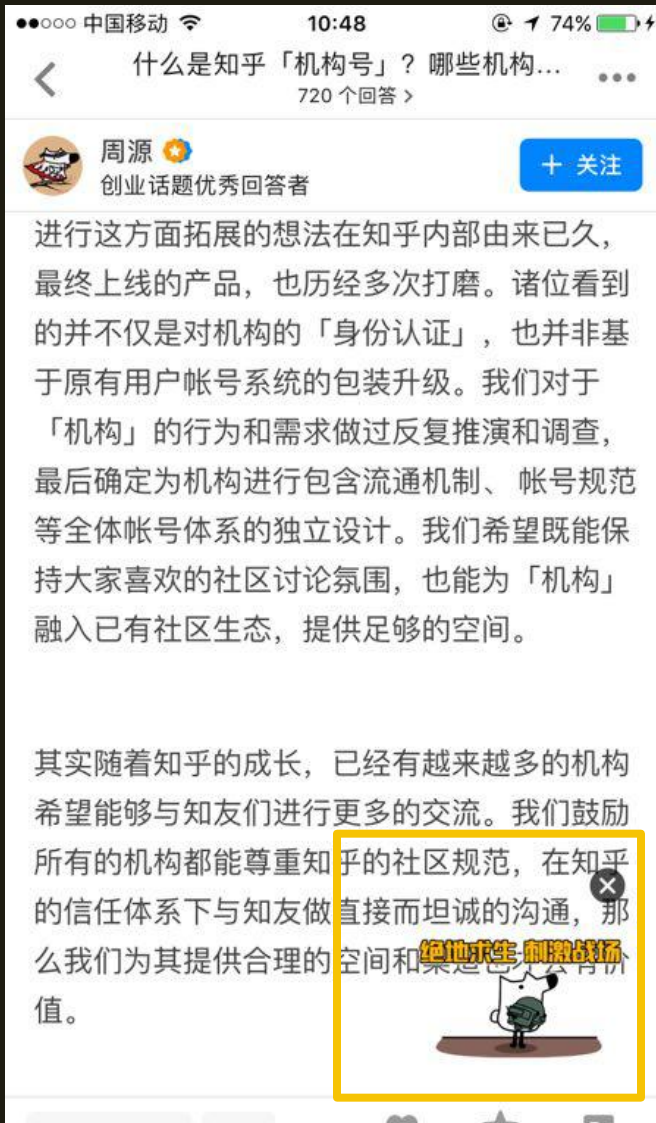 中国移动 10:48 74%
什么是知乎「机构号」？哪些机构...
720 个回答 >
周源
创业话题优秀回答者
+ 关注
进行这方面拓展的想法在知乎内部由来已久，
最终上线的产品，也历经多次打磨。诸位看到
的并不仅是对机构的「身份认证」，也并非基
于原有用户帐号系统的包装升级。我们对于
「机构」的行为和需求做过反复推演和调查，
最后确定为机构进行包含流通机制、 帐号规范
等全体帐号体系的独立设计。我们希望既能保
持大家喜欢的社区讨论氛围，也能为「机构」
融入已有社区生态，提供足够的空间。
其实随着知乎的成长，已经有越来越多的机构
希望能够与知友们进行更多的交流。我们鼓励
所有的机构都能尊重知乎的社区规范，在知乎
的信任体系下与知友做直接而坦诚的沟通，那
么我们为其提供合理的空间和渠道也才会有价
值。
绝地求生 刺激战场